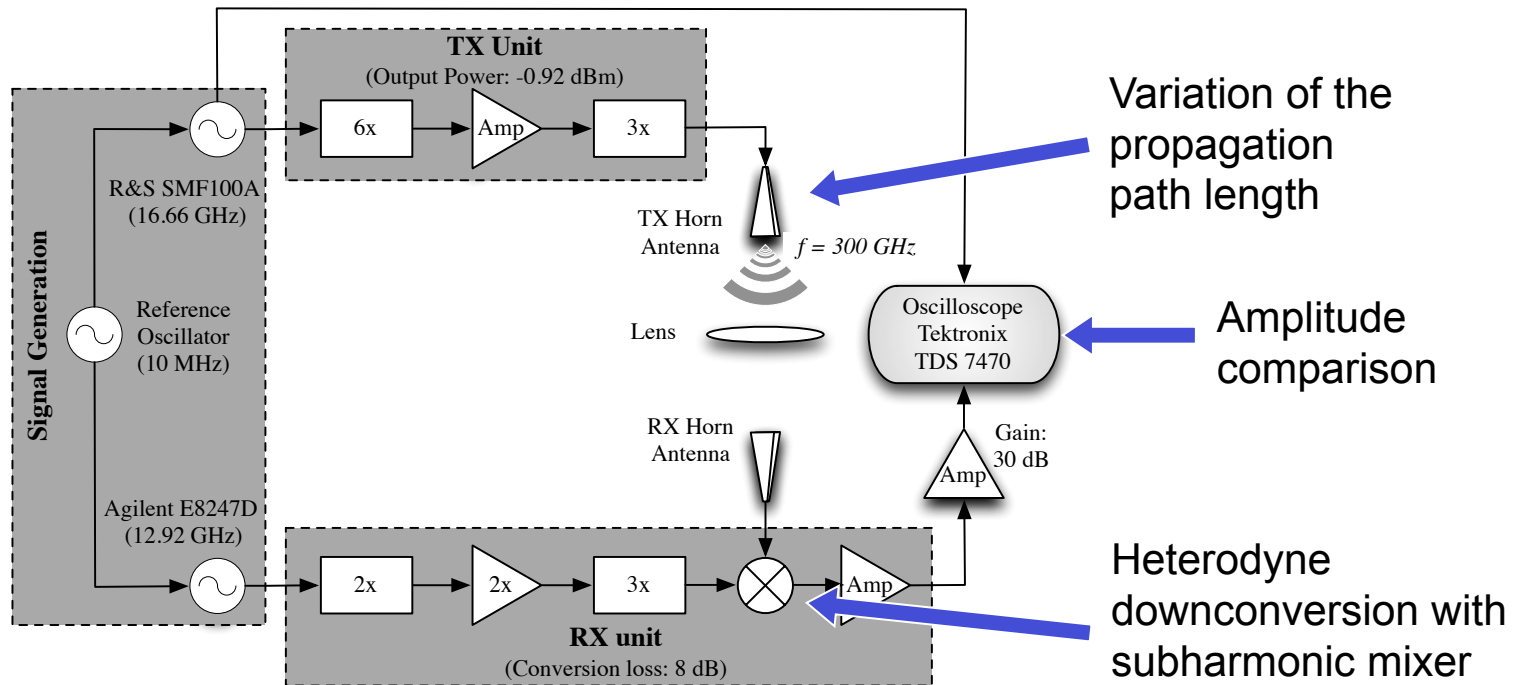 TX Unit
(Output Power: -0.92 dBm)
6x
Amp
3x
Signal Generation
R&S SMF100A
(16.66 GHz)
Reference
Oscillator
(10 MHz)
Agilent E8247D
(12.92 GHz)
TX Horn
Antenna
f = 300 GHz
Lens
RX Horn
Antenna
Oscilloscope
Tektronix
TDS 7470
Gain:
30 dB
Amp
2x
2x
3x
Amp
RX unit
(Conversion loss: 8 dB)
Variation of the
propagation
path length
Amplitude
comparison
Heterodyne
downconversion with
subharmonic mixer